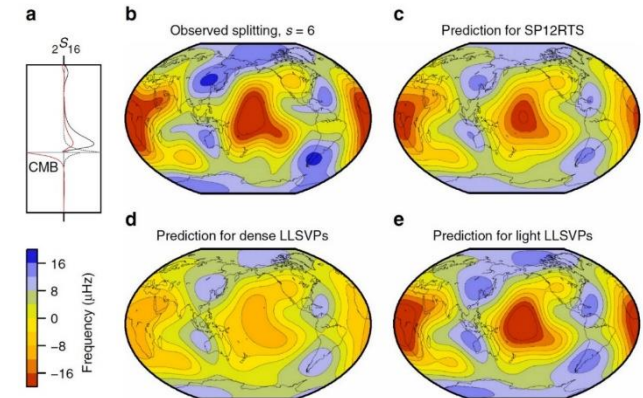 a
₂S₁₆
CMB
b
Observed splitting, s = 6
c
Prediction for SP12RTS
d
Prediction for dense LLSVPs
e
Prediction for light LLSVPs
Frequency (μHz)
16
8
0
−8
−16